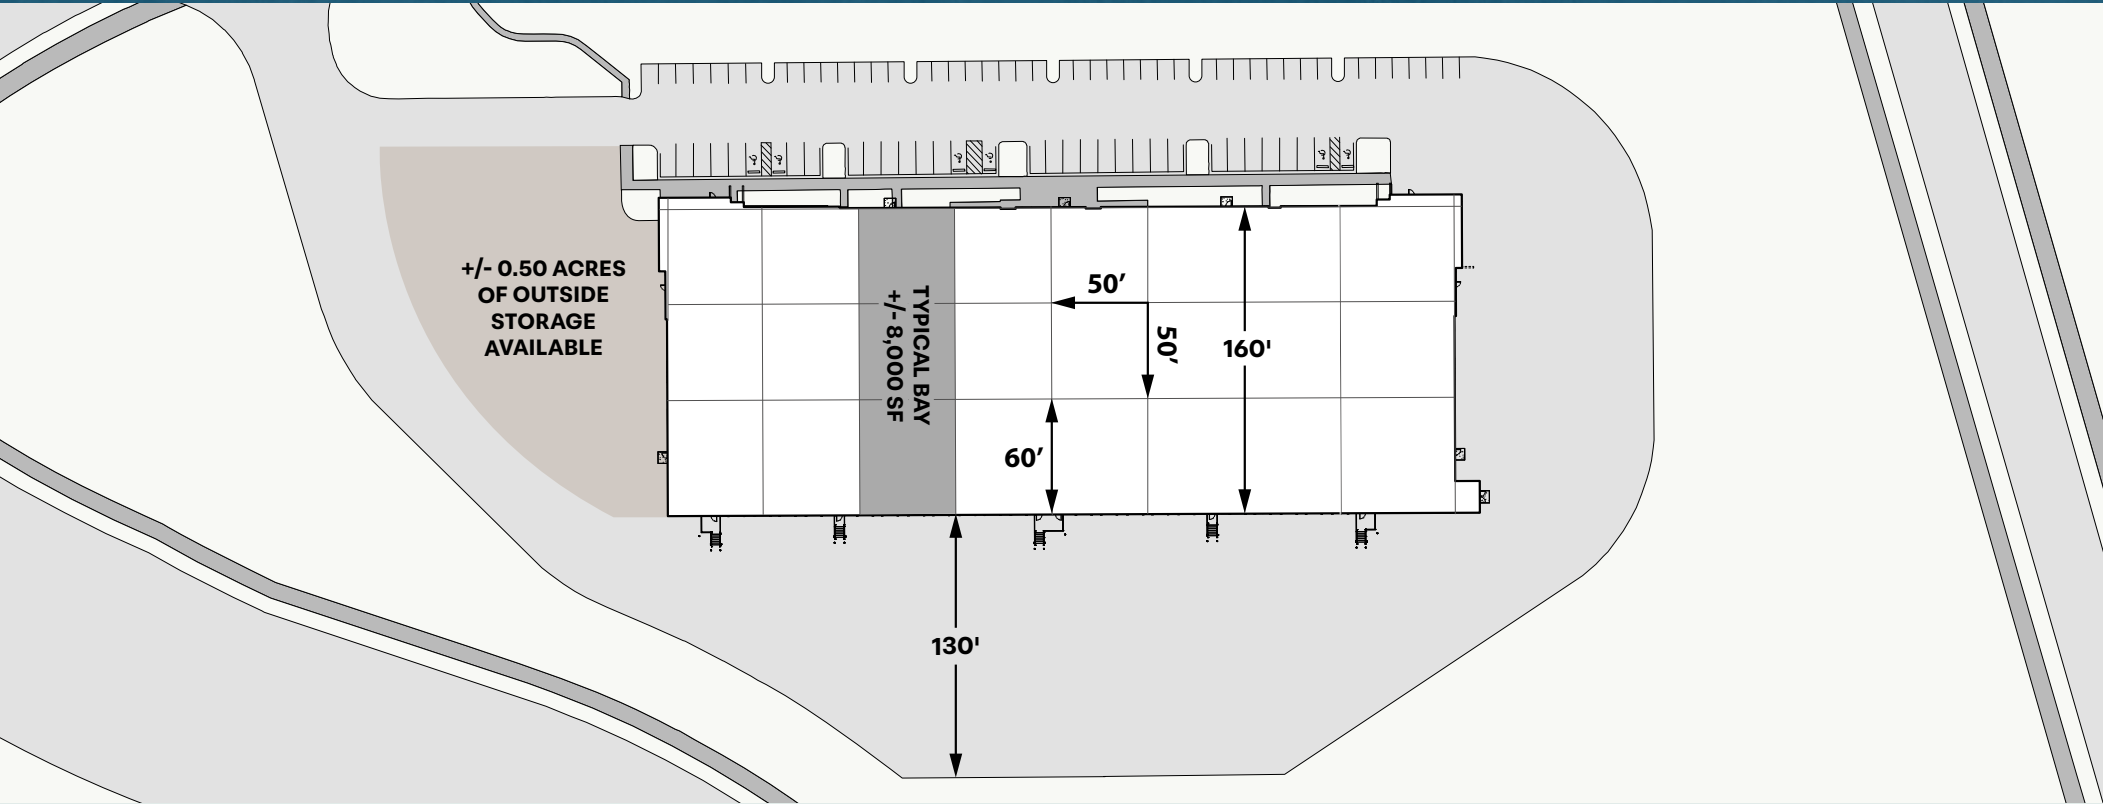 +/- 0.50 ACRES
OF OUTSIDE
STORAGE
AVAILABLE
TYPICAL BAY
+/- 8,000 SF
50’
50’
160'
60’
130'